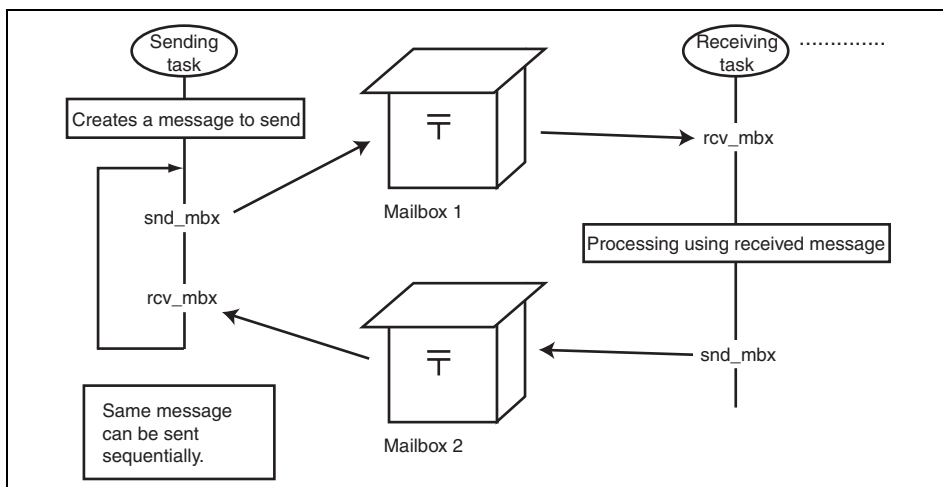 Sending
task
Creates a message to send
snd_mbx
rcv_mbx
Same message
can be sent
sequentially.
〒
Mailbox 1
〒
Mailbox 2
Receiving
task
..............
rcv_mbx
Processing using received message
snd_mbx